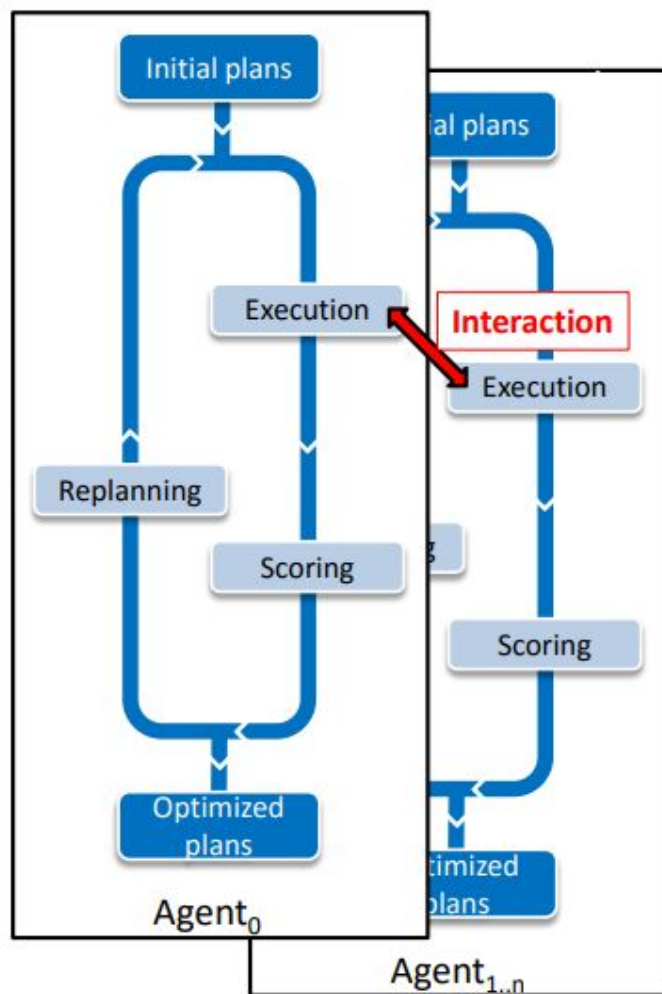 Initial plans
ial plans
Execution
Interaction
Execution
Replanning
g
Scoring
Scoring
Optimized
plans
timized
plans
Agent0
Agent1..n